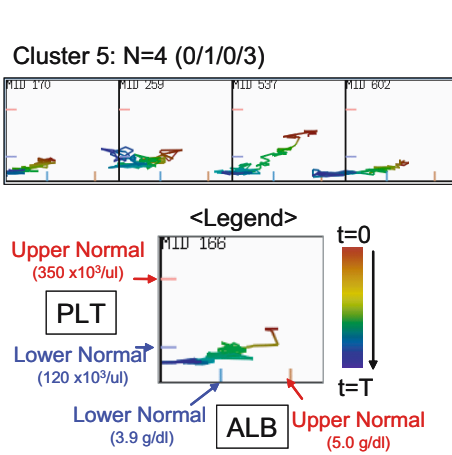 Cluster 5: N=4 (0/1/0/3)
MID 170 MID 259 MID 537 MID 602
<Legend>
MID 166
t=0
Upper Normal
(350 x10³/ul)
PLT
Lower Normal
(120 x10³/ul)
t=T
Lower Normal
(3.9 g/dl)
ALB
Upper Normal
(5.0 g/dl)